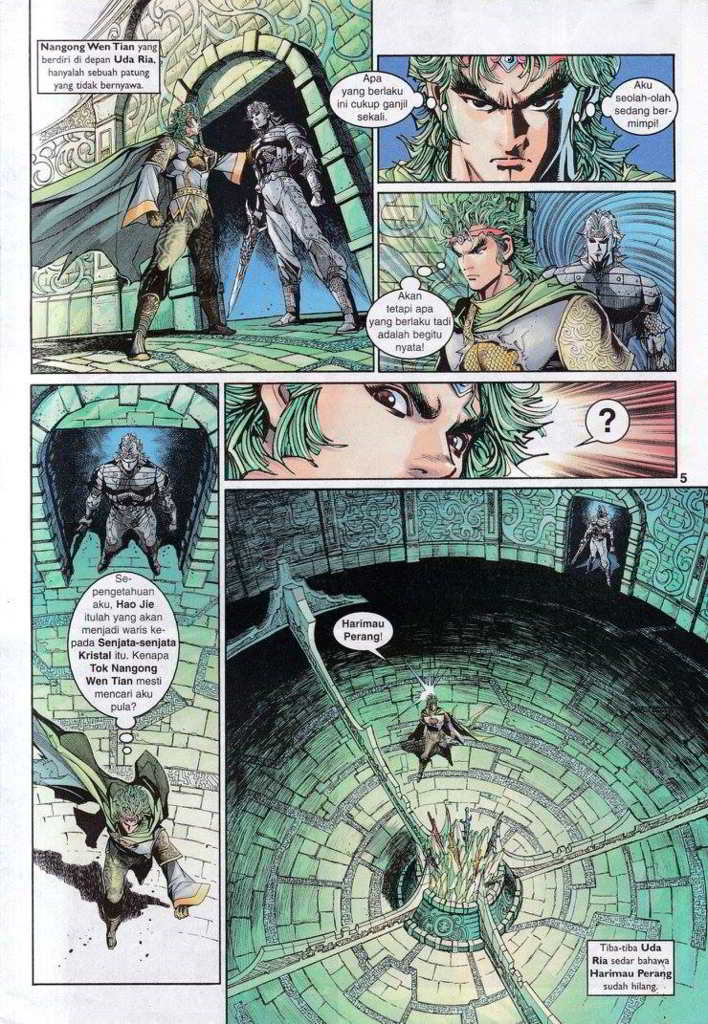 Nangong Wen Tian yang
berdiri di depan Uda Ria,
hanyalah sebuah patung
yang tidak bernyawa.
Apa
yang berlaku
ini cukup ganjil
sekali.
Aku
seolah-olah
sedang ber-
mimpi!
Akan
tetapi apa
yang berlaku tadi
adalah begitu
nyata!
?
5
Se-
pengetahuan
aku, Hao Jie
itulah yang akan
menjadi waris ke-
pada Senjata-senjata
Kristal itu. Kenapa
Tok Nangong
Wen Tian mesti
mencari aku
pula?
Harimau
Perang!
Tiba-tiba Uda
Ria sedar bahawa
Harimau Perang
sudah hilang.